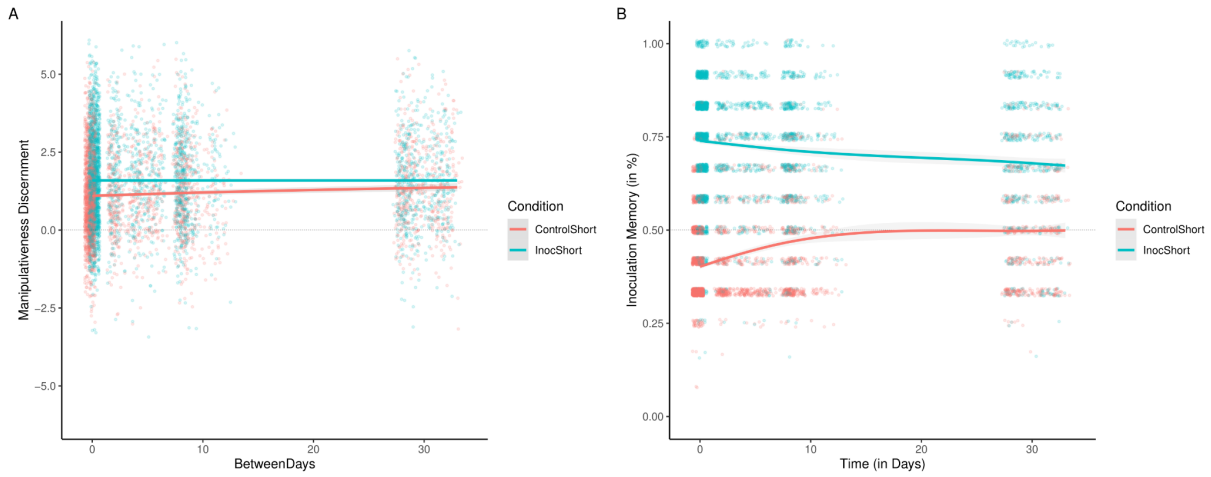 A
Manipulativeness Discernment
5.0
2.5
0.0
−2.5
−5.0
0
10
20
30
BetweenDays
Condition
ControlShort
InocShort
B
Inoculation Memory (in %)
1.00
0.75
0.50
0.25
0.00
0
10
20
30
Time (in Days)
Condition
ControlShort
InocShort